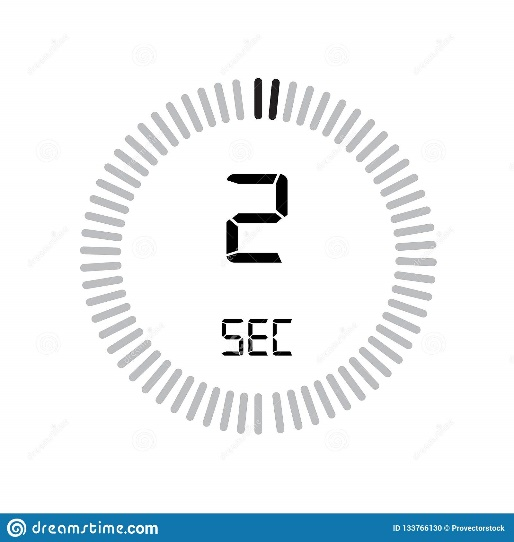 2
SEC
dreamstime.com
ID 133766130 © Provectorstock